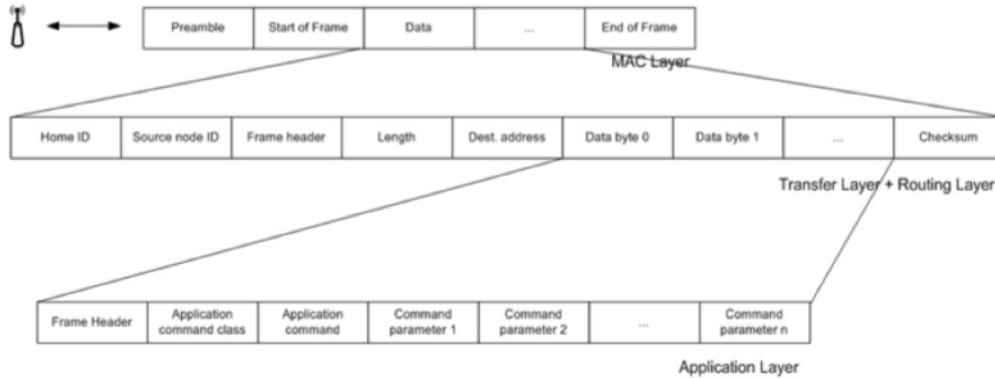 Preamble
Start of Frame
Data
...
End of Frame
MAC Layer
Home ID
Source node ID
Frame header
Length
Dest. address
Data byte 0
Data byte 1
...
Checksum
Transfer Layer + Routing Layer
Frame Header
Application
command class
Application
command
Command
parameter 1
Command
parameter 2
...
Command
parameter n
Application Layer